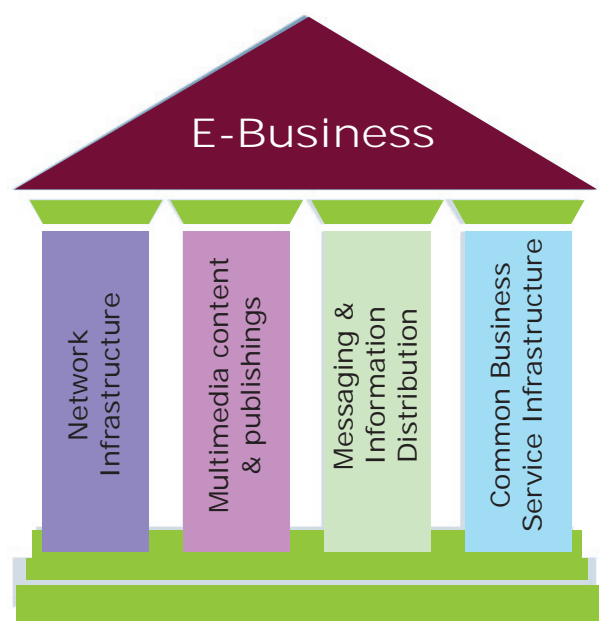 E-Business
Network
Infrastructure
Multimedia content
& publishings
Messaging &
Information
Distribution
Common Business
Service Infrastructure